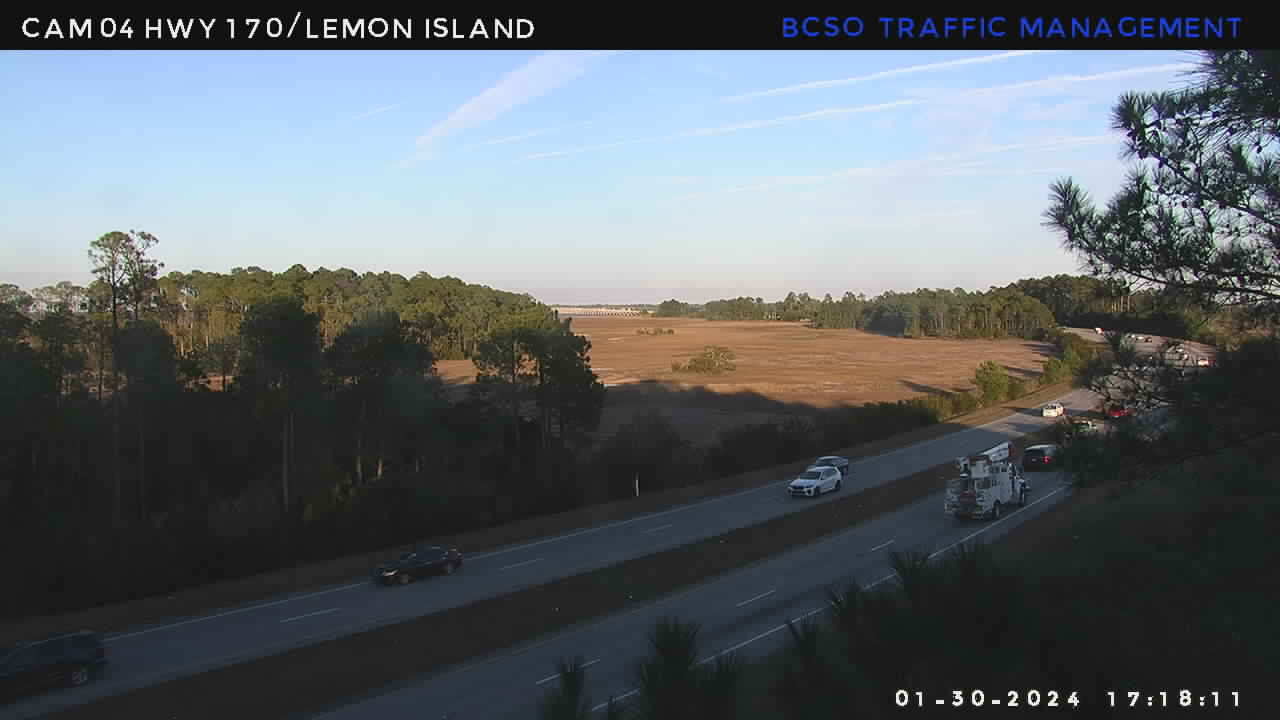 CAM04 HWY170/LEMON ISLAND
BCSO TRAFFIC MANAGEMENT
01-30-2024 17:18:11